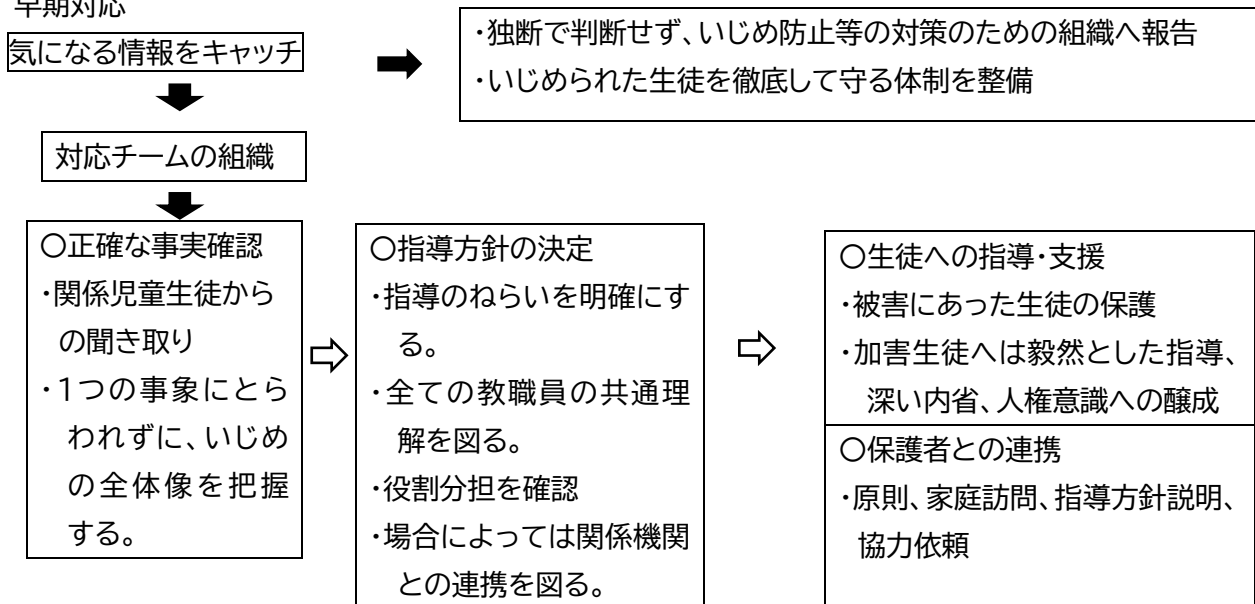 早期対応
気になる情報をキャッチ
・独断で判断せず、いじめ防止等の対策のための組織へ報告
・いじめられた生徒を徹底して守る体制を整備
対応チームの組織
〇正確な事実確認
・関係児童生徒から
の聞き取り
・1つの事象にとら
われずに、いじめ
の全体像を把握
する。
〇指導方針の決定
・指導のねらいを明確にす
る。
・全ての教職員の共通理
解を図る。
・役割分担を確認
・場合によっては関係機関
との連携を図る。
〇生徒への指導・支援
・被害にあった生徒の保護
・加害生徒へは毅然とした指導、
深い内省、人権意識への醸成
〇保護者との連携
・原則、家庭訪問、指導方針説明、
協力依頼